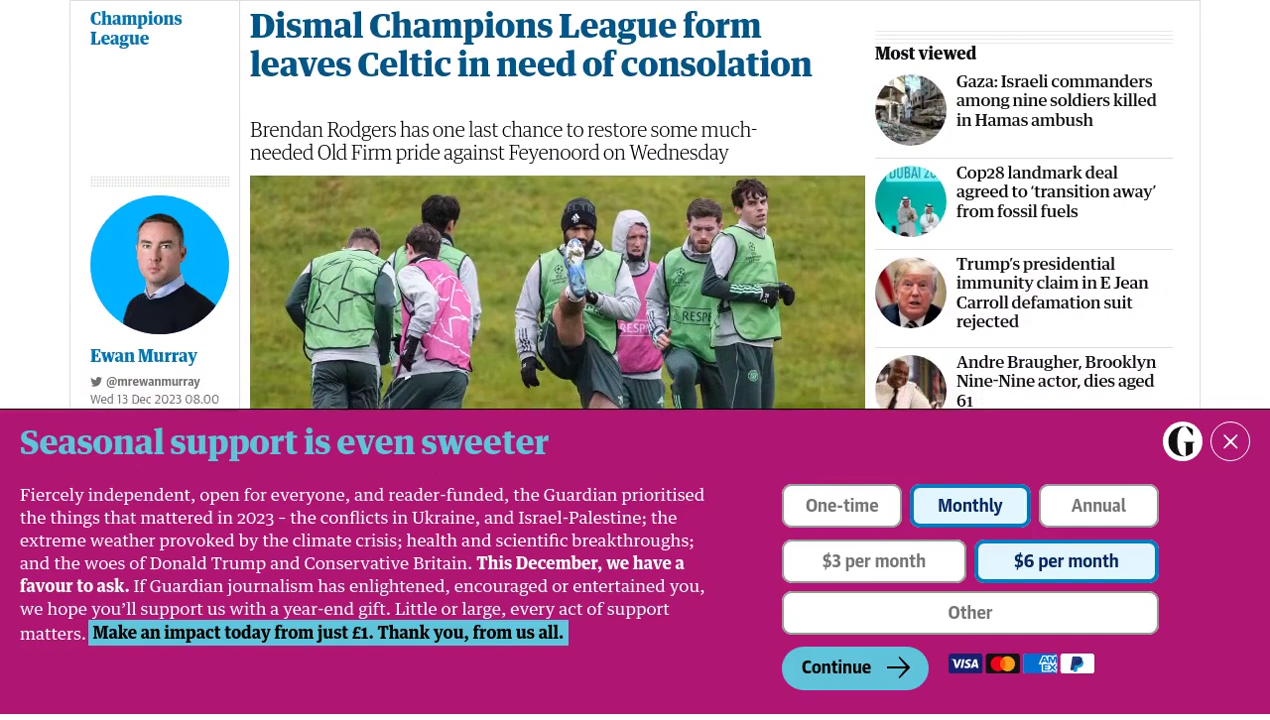 Champions
League
Dismal Champions League form
leaves Celtic in need of consolation
Brendan Rodgers has one last chance to restore some much-
needed Old Firm pride against Feyenoord on Wednesday
Ewan Murray
@mrewanmurray
Wed 13 Dec 2023 08.00
RESPE
Most viewed
Gaza: Israeli commanders
among nine soldiers killed
in Hamas ambush
Cop28 landmark deal
agreed to ‘transition away’
from fossil fuels
Trump’s presidential
immunity claim in E Jean
Carroll defamation suit
rejected
Andre Braugher, Brooklyn
Nine-Nine actor, dies aged
61
Seasonal support is even sweeter
Fiercely independent, open for everyone, and reader-funded, the Guardian prioritised
the things that mattered in 2023 – the conflicts in Ukraine, and Israel-Palestine; the
extreme weather provoked by the climate crisis; health and scientific breakthroughs;
and the woes of Donald Trump and Conservative Britain. This December, we have a
favour to ask. If Guardian journalism has enlightened, encouraged or entertained you,
we hope you’ll support us with a year-end gift. Little or large, every act of support
matters. Make an impact today from just £1. Thank you, from us all.
G
One-time Monthly Annual
$3 per month $6 per month
Other
Continue
VISA AMEX